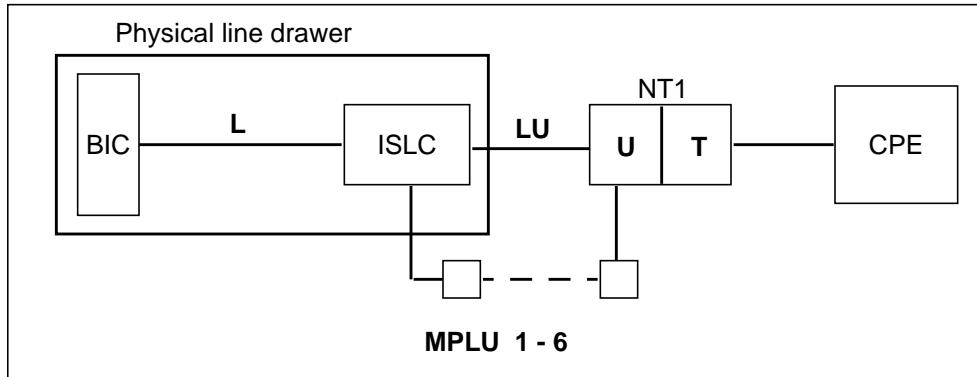 Physical line drawer
NT1
BIC
L
ISLC
LU
U
T
CPE
MPLU 1 - 6